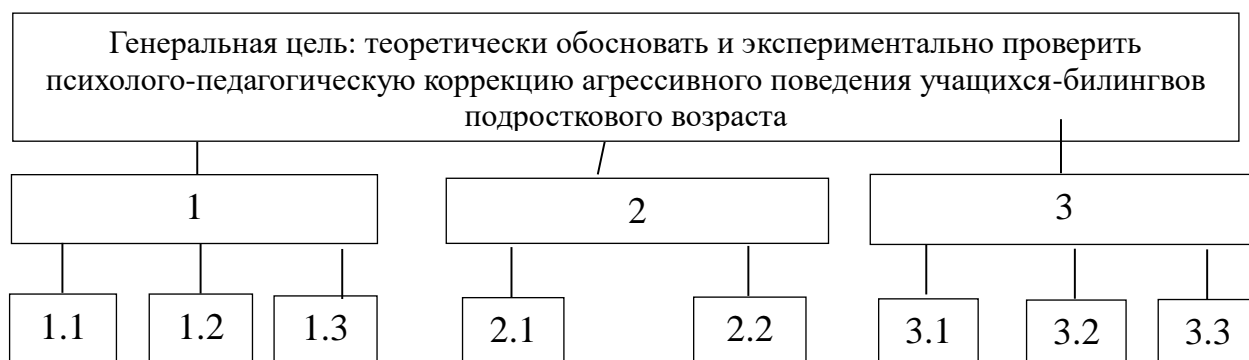 Генеральная цель: теоретически обосновать и экспериментально проверить
психолого-педагогическую коррекцию агрессивного поведения учащихся-билингвов
подросткового возраста
1 2 3
1.1 1.2 1.3 2.1 2.2 3.1 3.2 3.3